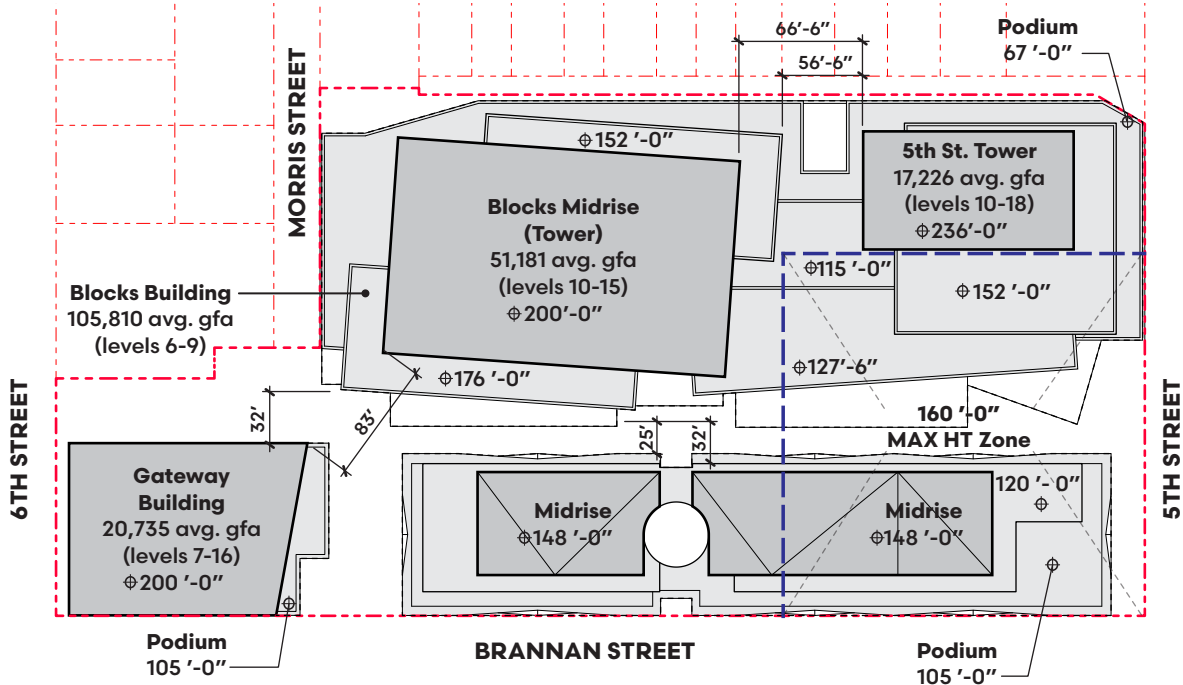 66'-6"
56'-6"
Podium
67 '-0"
MORRIS STREET
152 '-0"
5th St. Tower
17,226 avg. gfa
(levels 10-18)
236'-0"
Blocks Midrise
(Tower)
51,181 avg. gfa
(levels 10-15)
200'-0"
115 '-0"
152 '-0"
Blocks Building
105,810 avg. gfa
(levels 6-9)
127'-6"
176 '-0"
32'
83'
25'
32'
160 '-0"
MAX HT Zone
6TH STREET
5TH STREET
Gateway
Building
20,735 avg. gfa
(levels 7-16)
200 '-0"
Midrise
148 '-0"
Midrise
148 '-0"
120 '-0"
Podium
105 '-0"
BRANNAN STREET
Podium
105 '-0"